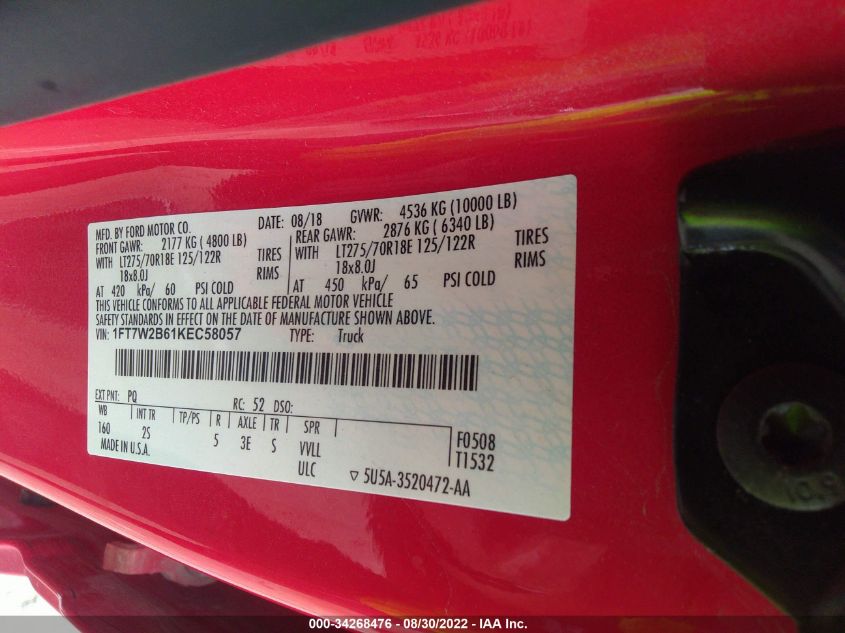 MFD. BY FORD MOTOR CO.
DATE: 08/18 GVWR: 4536 KG (10000 LB)
FRONT GAWR: 2177 KG ( 4800 LB)
REAR GAWR: 2876 KG ( 6340 LB)
WITH LT275/70R18E 125/122R TIRES
WITH LT275/70R18E 125/122R TIRES
18x8.0J RIMS
18x8.0J RIMS
AT 420 kPa/ 60 PSI COLD
AT 450 kPa/ 65 PSI COLD
THIS VEHICLE CONFORMS TO ALL APPLICABLE FEDERAL MOTOR VEHICLE
SAFETY STANDARDS IN EFFECT ON THE DATE OF MANUFACTURE SHOWN ABOVE.
VIN: 1FT7W2B61KEC58057 TYPE: Truck
EXT PNT: PQ RC: 52 DSO:
WB INT TR TP/PS R AXLE TR SPR
160 2S 5 3E S VVLL F0508
MADE IN U.S.A. ULC T1532
▽ 5U5A-3520472-AA
10.9
000-34268476 - 08/30/2022 - IAA Inc.